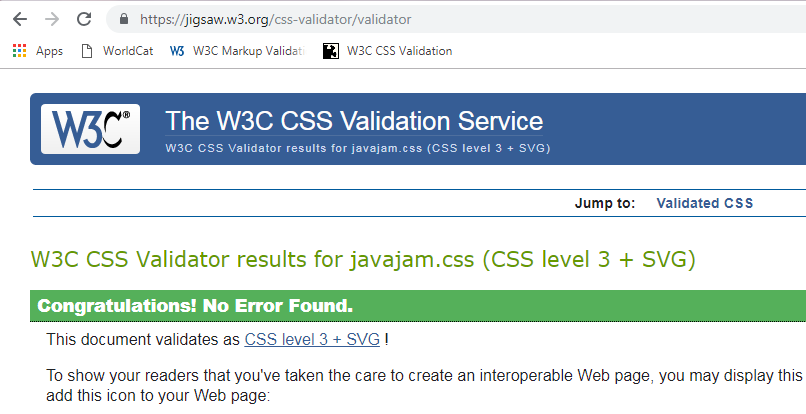 https://jigsaw.w3.org/css-validator/validator
Apps WorldCat W3 W3C Markup Validati W3C CSS Validation
W3C® The W3C CSS Validation Service
W3C CSS Validator results for javajam.css (CSS level 3 + SVG)
Jump to: Validated CSS
W3C CSS Validator results for javajam.css (CSS level 3 + SVG)
Congratulations! No Error Found.
This document validates as CSS level 3 + SVG !
To show your readers that you've taken the care to create an interoperable Web page, you may display this
add this icon to your Web page: